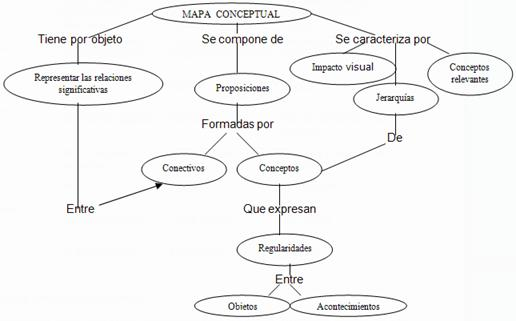 MAPA CONCEPTUAL
Tiene por objeto
Se compone de
Se caracteriza por
Representar las relaciones
significativas
Proposiciones
Impacto visual
Conceptos
relevantes
Jerarquías
Formadas por
De
Conectivos
Conceptos
Entre
Que expresan
Regularidades
Entre
Objetos
Acontecimientos